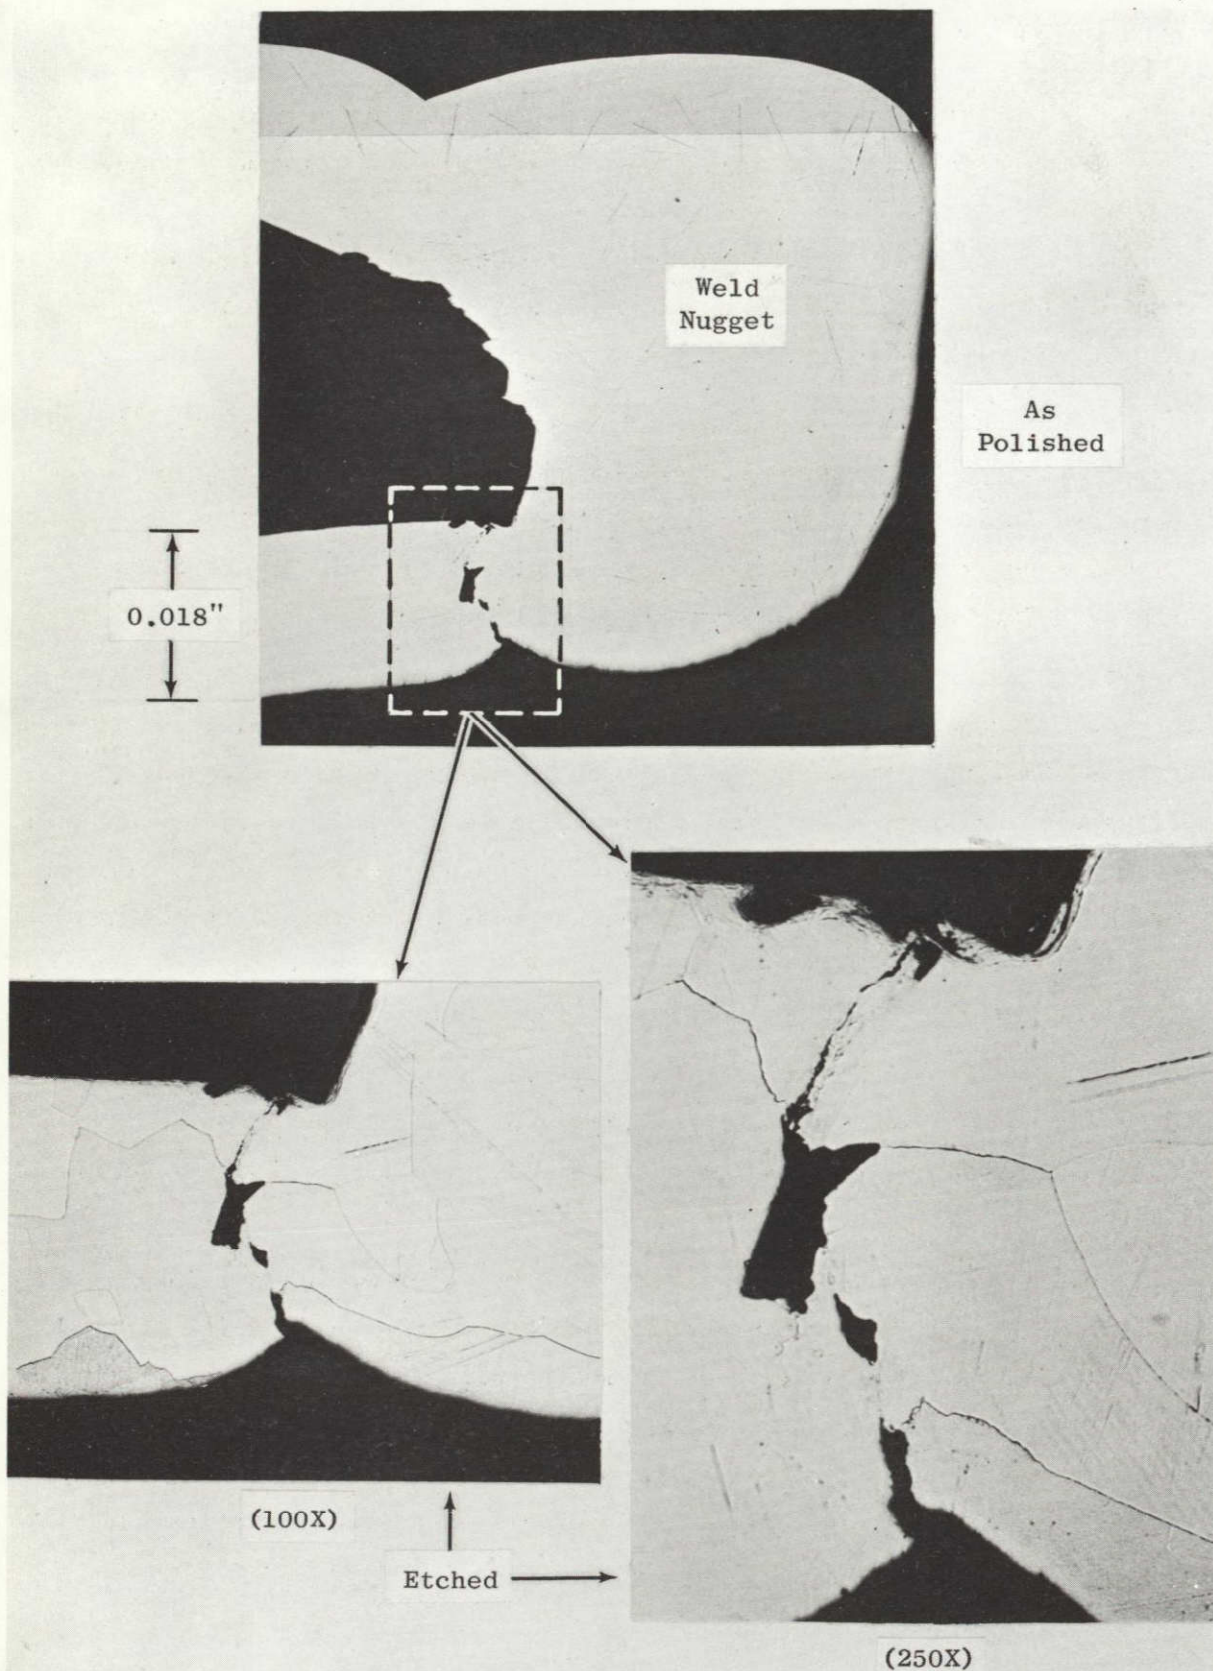 Weld
Nugget
As
Polished
0.018"
(100X)
Etched
(250X)